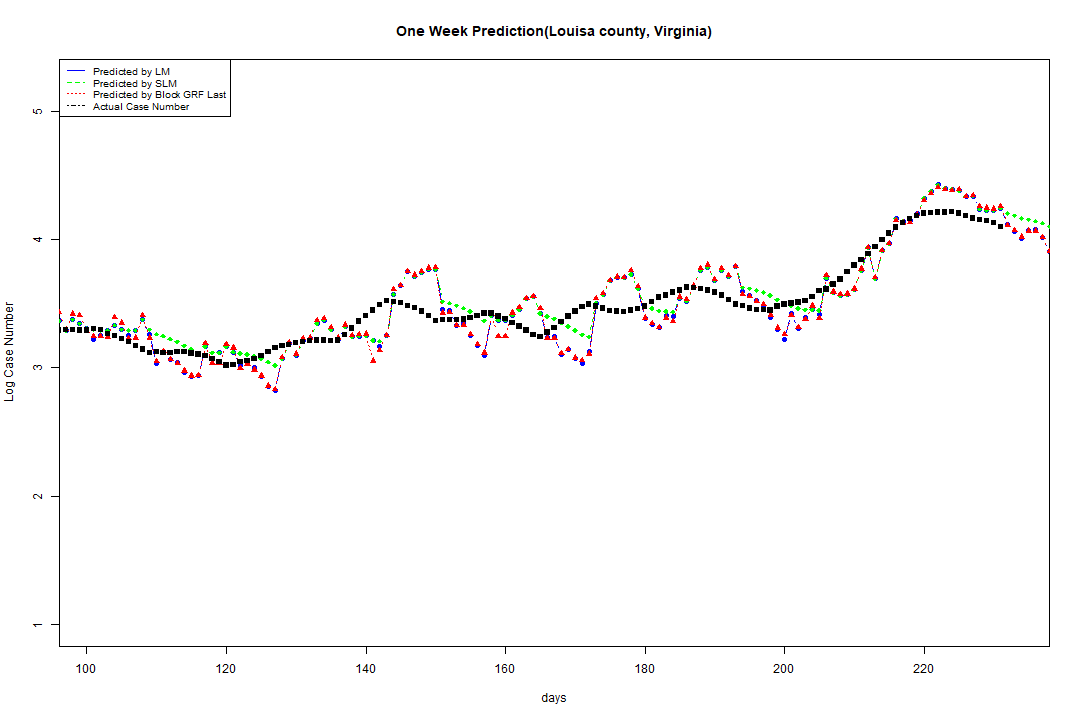 One Week Prediction(Louisa county, Virginia)
Predicted by LM
Predicted by SLM
Predicted by Block GRF Last
Actual Case Number
5
4
3
2
1
Log Case Number
100 120 140 160 180 200 220
days